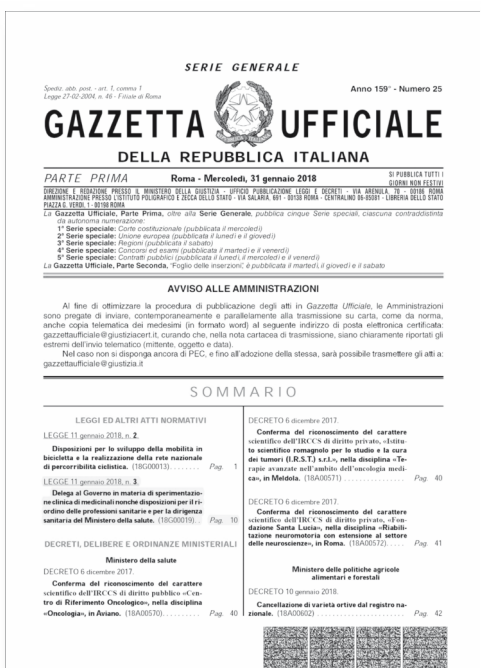 SERIE GENERALE
Spediz. abb. post. - art. 1, comma 1
Legge 27-02-2004, n. 46 - Filiale di Roma
Anno 159° - Numero 25
GAZZETTA UFFICIALE
DELLA REPUBBLICA ITALIANA
PARTE PRIMA
Roma - Mercoledì, 31 gennaio 2018
SI PUBBLICA TUTTI I
GIORNI NON FESTIVI
DIREZIONE E REDAZIONE PRESSO IL MINISTERO DELLA GIUSTIZIA - UFFICIO PUBBLICAZIONE LEGGI E DECRETI - VIA ARENULA, 70 - 00186 ROMA
AMMINISTRAZIONE PRESSO L'ISTITUTO POLIGRAFICO E ZECCA DELLO STATO - VIA SALARIA, 691 - 00138 ROMA - CENTRALINO 06-85081 - LIBRERIA DELLO STATO
PIAZZA G. VERDI, 1 - 00198 ROMA
La Gazzetta Ufficiale, Parte Prima, oltre alla Serie Generale, pubblica cinque Serie speciali, ciascuna contraddistinta
da autonoma numerazione:
1ª Serie speciale: Corte costituzionale (pubblicata il mercoledì)
2ª Serie speciale: Unione europea (pubblicata il lunedì e il giovedì)
3ª Serie speciale: Regioni (pubblicata il sabato)
4ª Serie speciale: Concorsi ed esami (pubblicata il martedì e il venerdì)
5ª Serie speciale: Contratti pubblici (pubblicata il lunedì, il mercoledì e il venerdì)
La Gazzetta Ufficiale, Parte Seconda, "Foglio delle inserzioni", è pubblicata il martedì, il giovedì e il sabato
AVVISO ALLE AMMINISTRAZIONI
Al fine di ottimizzare la procedura di pubblicazione degli atti in Gazzetta Ufficiale, le Amministrazioni
sono pregate di inviare, contemporaneamente e parallelamente alla trasmissione su carta, come da norma,
anche copia telematica dei medesimi (in formato word) al seguente indirizzo di posta elettronica certificata:
gazzettaufficiale@giustiziacert.it, curando che, nella nota cartacea di trasmissione, siano chiaramente riportati gli
estremi dell'invio telematico (mittente, oggetto e data).
Nel caso non si disponga ancora di PEC, e fino all'adozione della stessa, sarà possibile trasmettere gli atti a:
gazzettaufficiale@giustizia.it
SOMMARIO
LEGGI ED ALTRI ATTI NORMATIVI
LEGGE 11 gennaio 2018, n. 2.
Disposizioni per lo sviluppo della mobilità in
bicicletta e la realizzazione della rete nazionale
di percorribilità ciclistica. (18G00013) ........ Pag. 1
LEGGE 11 gennaio 2018, n. 3.
Delega al Governo in materia di sperimentazio-
ne clinica di medicinali nonché disposizioni per il ri-
ordino delle professioni sanitarie e per la dirigenza
sanitaria del Ministero della salute. (18G00019) .. Pag. 10
DECRETI, DELIBERE E ORDINANZE MINISTERIALI
Ministero della salute
DECRETO 6 dicembre 2017.
Conferma del riconoscimento del carattere
scientifico dell'IRCCS di diritto pubblico «Cen-
tro di Riferimento Oncologico», nella disciplina
«Oncologia», in Aviano. (18A00570) .......... Pag. 40
DECRETO 6 dicembre 2017.
Conferma del riconoscimento del carattere
scientifico dell'IRCCS di diritto privato, «Istitu-
to scientifico romagnolo per lo studio e la cura
dei tumori (I.R.S.T.) s.r.l.», nella disciplina «Te-
rapie avanzate nell'ambito dell'oncologia medi-
ca», in Meldola. (18A00571) ................ Pag. 40
DECRETO 6 dicembre 2017.
Conferma del riconoscimento del carattere
scientifico dell'IRCCS di diritto privato, «Fon-
dazione Santa Lucia», nella disciplina «Riabili-
tazione neuromotoria con estensione al settore
delle neuroscienze», in Roma. (18A00572) ..... Pag. 41
Ministero delle politiche agricole
alimentari e forestali
DECRETO 10 gennaio 2018.
Cancellazione di varietà ortive dal registro na-
zionale. (18A00602) ....................... Pag. 42